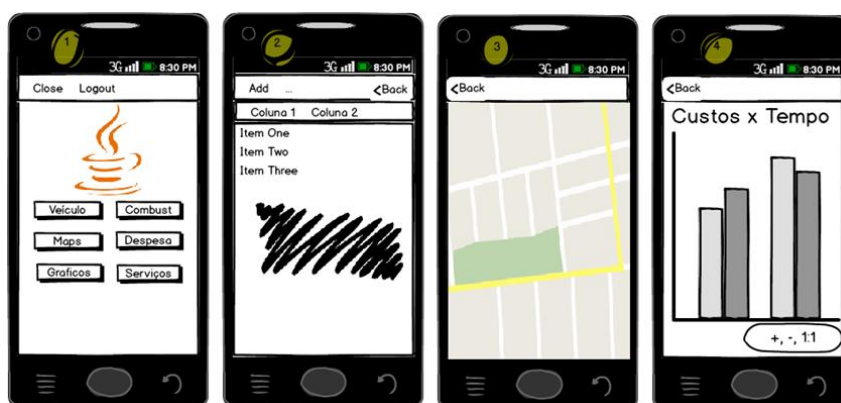 1
3G 8:30 PM
Close Logout
Veículo Combust
Maps Despesa
Graficos Serviços
2
3G 8:30 PM
Add ... <Back
Coluna 1 Coluna 2
Item One
Item Two
Item Three
3
3G 8:30 PM
<Back
4
3G 8:30 PM
<Back
Custos x Tempo
+, -, 1:1